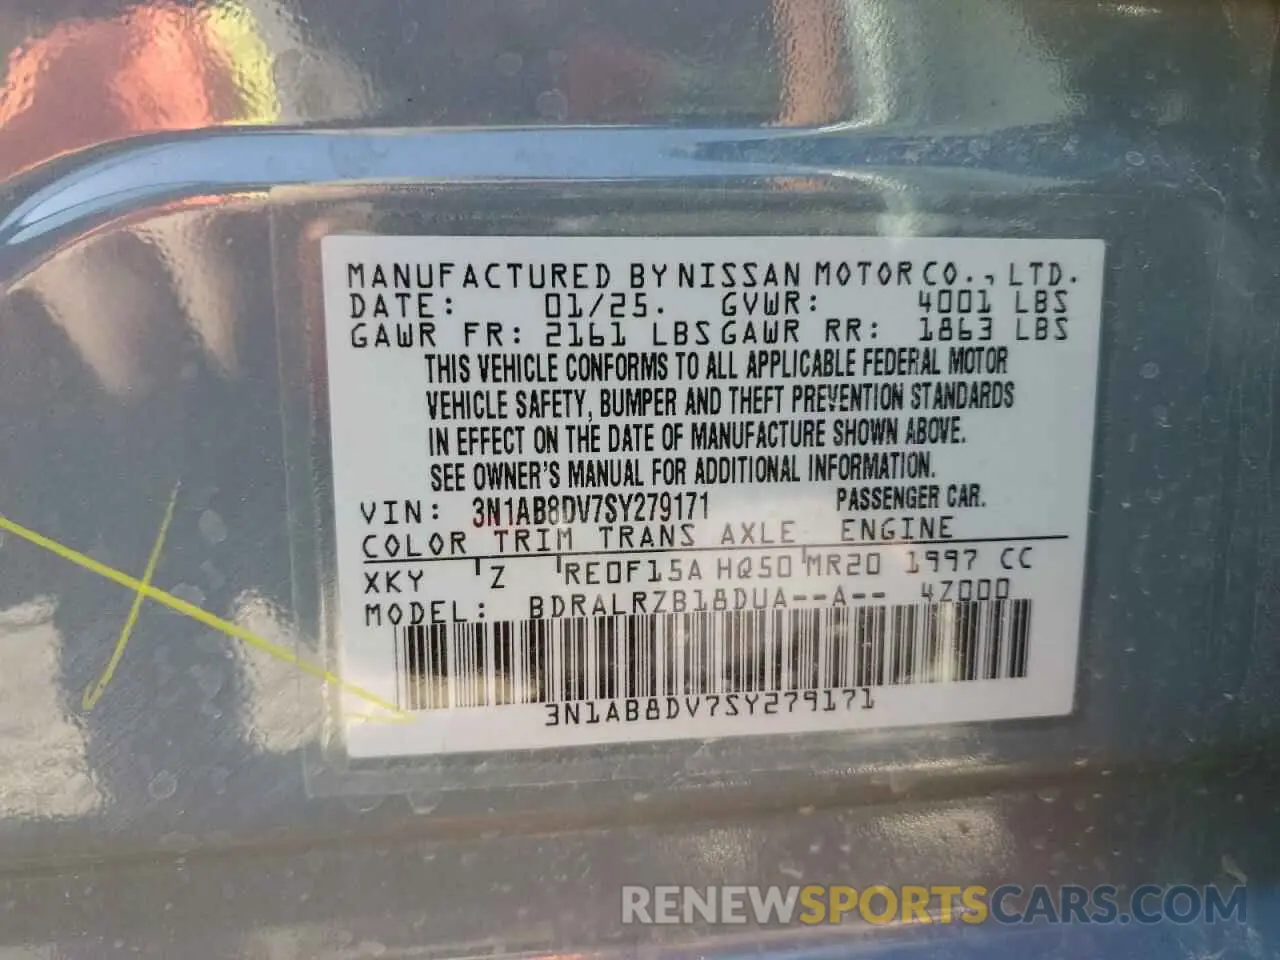 MANUFACTURED BY NISSAN MOTOR CO., LTD.
DATE: 01/25. GVWR: 4001 LBS
GAWR FR: 2161 LBS GAWR RR: 1863 LBS
THIS VEHICLE CONFORMS TO ALL APPLICABLE FEDERAL MOTOR
VEHICLE SAFETY, BUMPER AND THEFT PREVENTION STANDARDS
IN EFFECT ON THE DATE OF MANUFACTURE SHOWN ABOVE.
SEE OWNER'S MANUAL FOR ADDITIONAL INFORMATION.
VIN: 3N1AB8DV7SY279171 PASSENGER CAR.
COLOR TRIM TRANS AXLE ENGINE
XKY Z RE0F15A HQ50 MR20 1997 CC
MODEL: BDRALRZB18DUA--A-- 4Z000
3N1AB8DV7SY279171
RENEWSPORTSCARS.COM